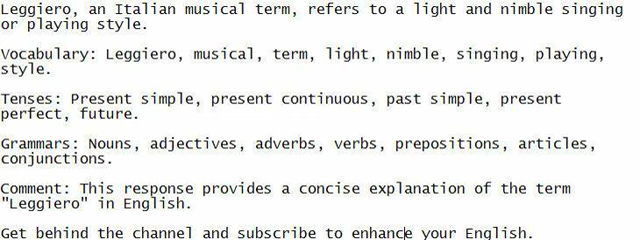 Leggiero, an Italian musical term, refers to a light and nimble singing
or playing style.
Vocabulary: Leggiero, musical, term, light, nimble, singing, playing,
style.
Tenses: Present simple, present continuous, past simple, present
perfect, future.
Grammars: Nouns, adjectives, adverbs, verbs, prepositions, articles,
conjunctions.
Comment: This response provides a concise explanation of the term
"Leggiero" in English.
Get behind the channel and subscribe to enhance your English.